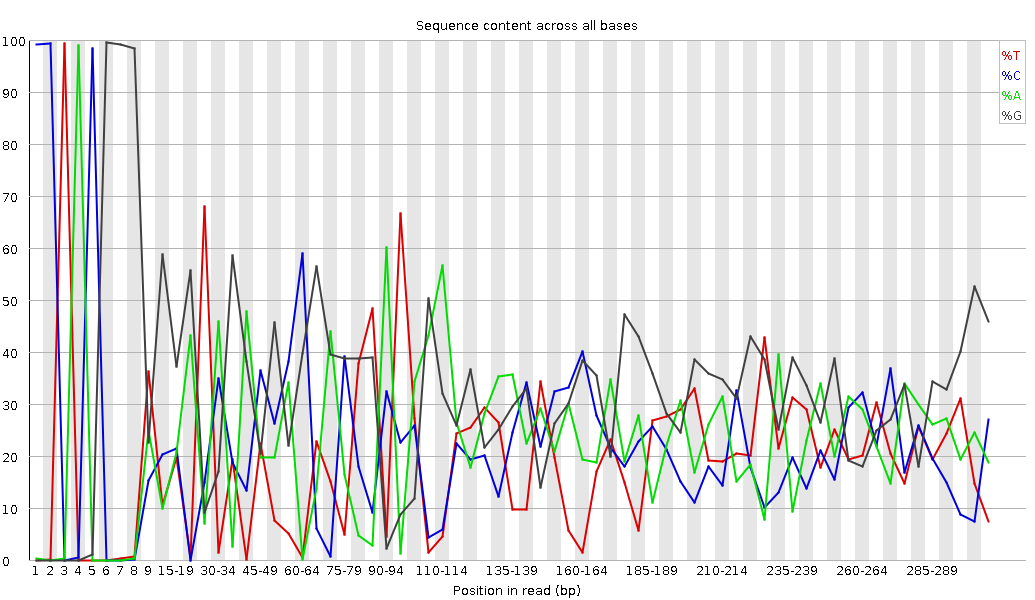 Sequence content across all bases
100
90
80
70
60
50
40
30
20
10
0
%T
%C
%A
%G
1 2 3 4 5 6 7 8 9 15-19 30-34 45-49 60-64 75-79 90-94 110-114 135-139 160-164 185-189 210-214 235-239 260-264 285-289
Position in read (bp)